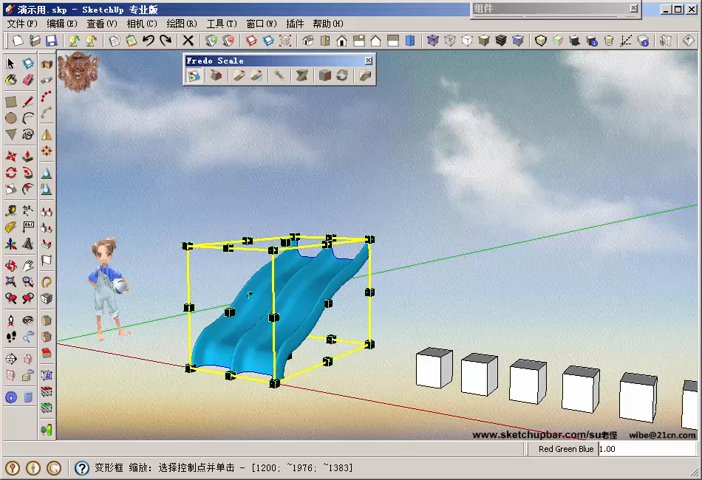 演示用.skp - SketchUp 专业版
组件
文件(F) 编辑(E) 查看(V) 相机(C) 绘图(R) 工具(T) 窗口(W) 插件 帮助(H)
Fredo Scale
www.sketchupbar.com/su老怪 wibe@21cn.com
Red Green Blue 1.00
变形框 缩放: 选择控制点并单击 - [1200; ~1976; ~1383]